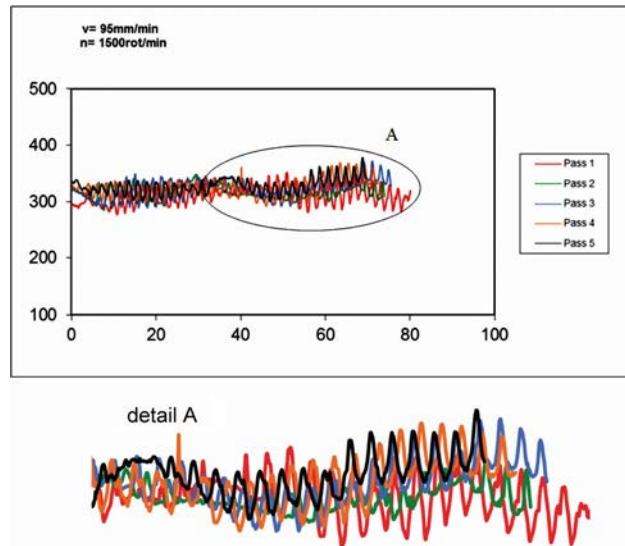 v= 95mm/min
n= 1500rot/min
500
400
300
200
100
0
20
40
60
80
100
A
Pass 1
Pass 2
Pass 3
Pass 4
Pass 5
detail A